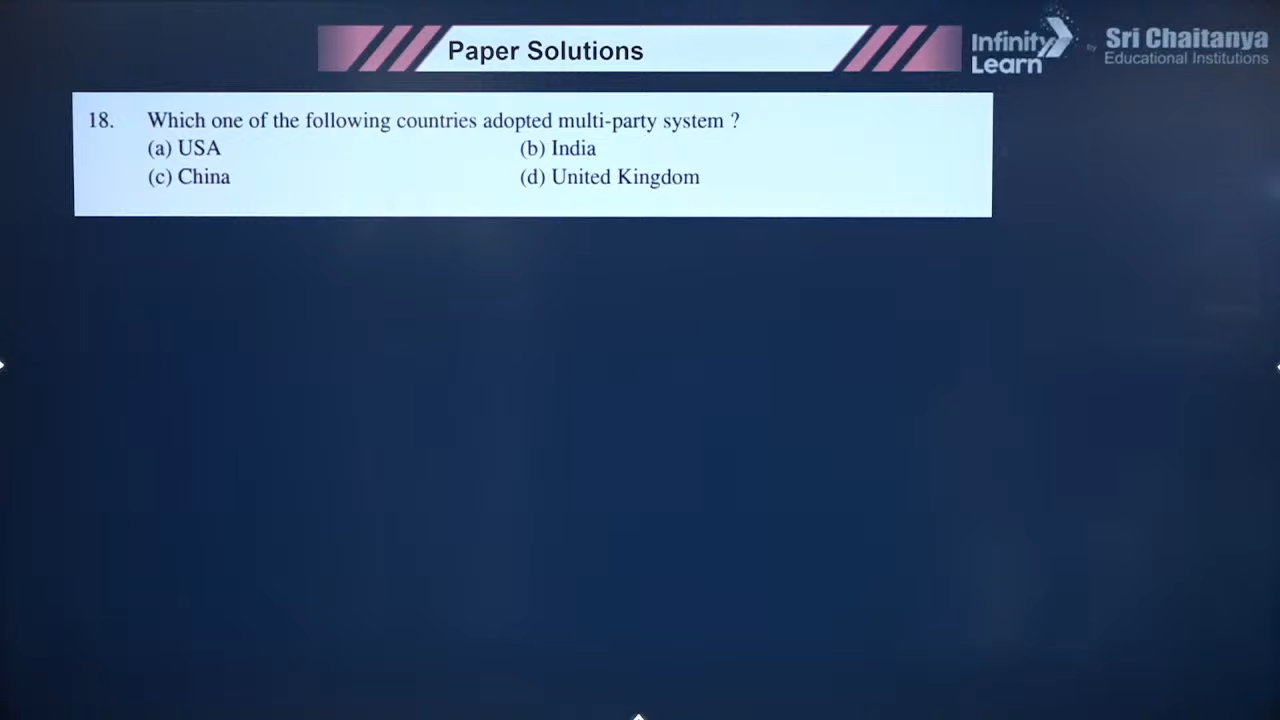 Paper Solutions
Infinity Learn by Sri Chaitanya Educational Institutions
18. Which one of the following countries adopted multi-party system ?
(a) USA (b) India
(c) China (d) United Kingdom